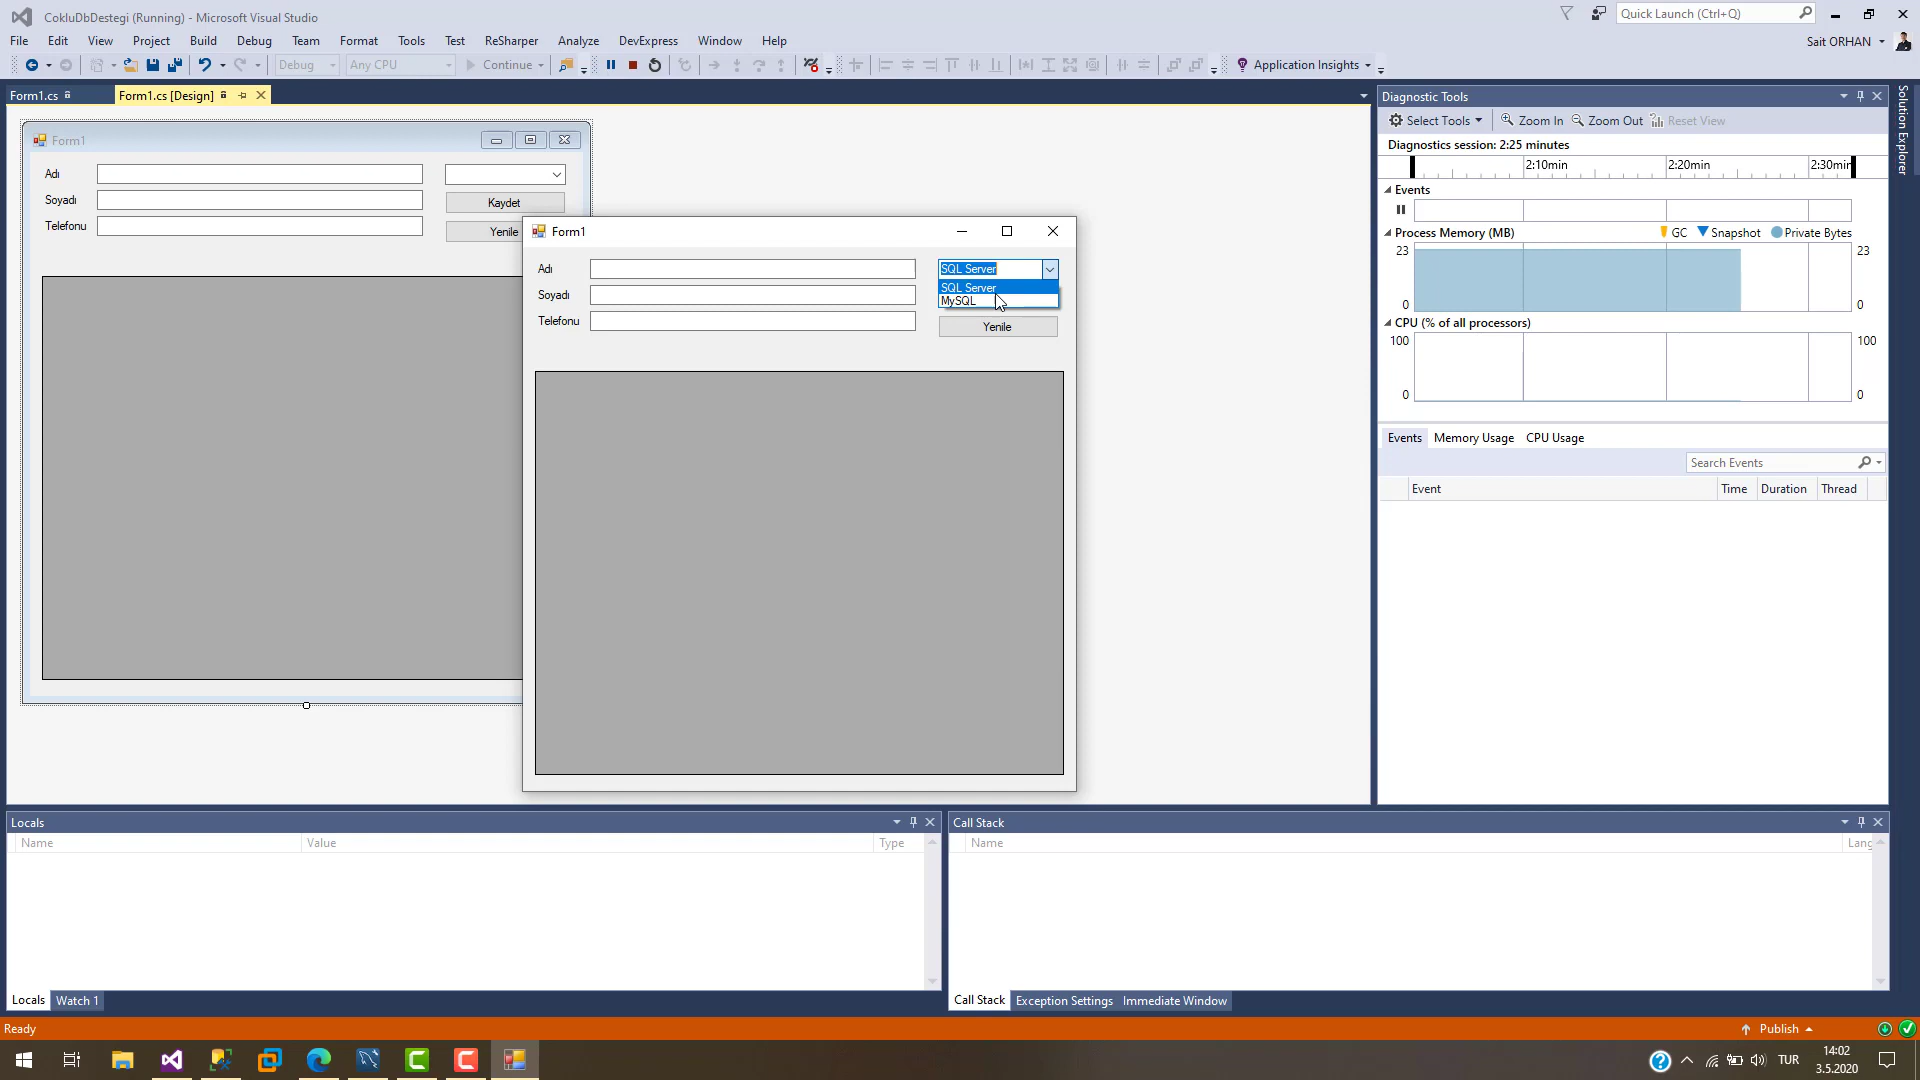 CokluDbDestegi (Running) - Microsoft Visual Studio
Quick Launch (Ctrl+Q)
File Edit View Project Build Debug Team Format Tools Test ReSharper Analyze DevExpress Window Help
Sait ORHAN
Debug Any CPU Continue Application Insights
Form1.cs Form1.cs [Design]
Form1
Adı
Soyadı
Kaydet
Telefonu
Yenile
Form1
Adı
SQL Server
SQL Server
Soyadı
MySQL
Telefonu
Yenile
Diagnostic Tools
Select Tools Zoom In Zoom Out Reset View
Diagnostics session: 2:25 minutes
2:10min 2:20min 2:30min
Events
Process Memory (MB) GC Snapshot Private Bytes
23 23
0 0
CPU (% of all processors)
100 100
0 0
Events Memory Usage CPU Usage
Search Events
Event Time Duration Thread
Solution Explorer
Locals
Name Value Type
Locals Watch 1
Call Stack
Name Lang
Call Stack Exception Settings Immediate Window
Ready
Publish
TUR
14:02
3.5.2020